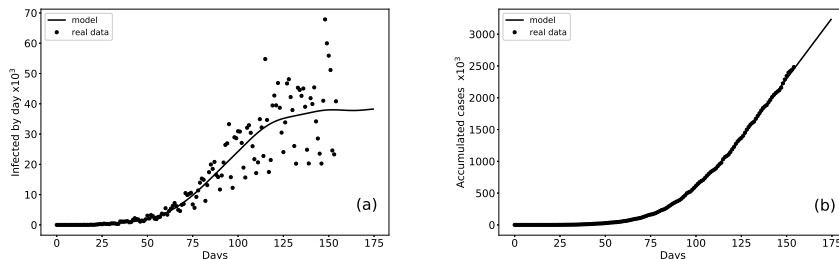 model
real data
70
60
50
40
30
20
10
0
Infected by day x10³
0 25 50 75 100 125 150 175
Days
(a)
model
real data
3000
2500
2000
1500
1000
500
0
Accumulated cases x10³
0 25 50 75 100 125 150 175
Days
(b)